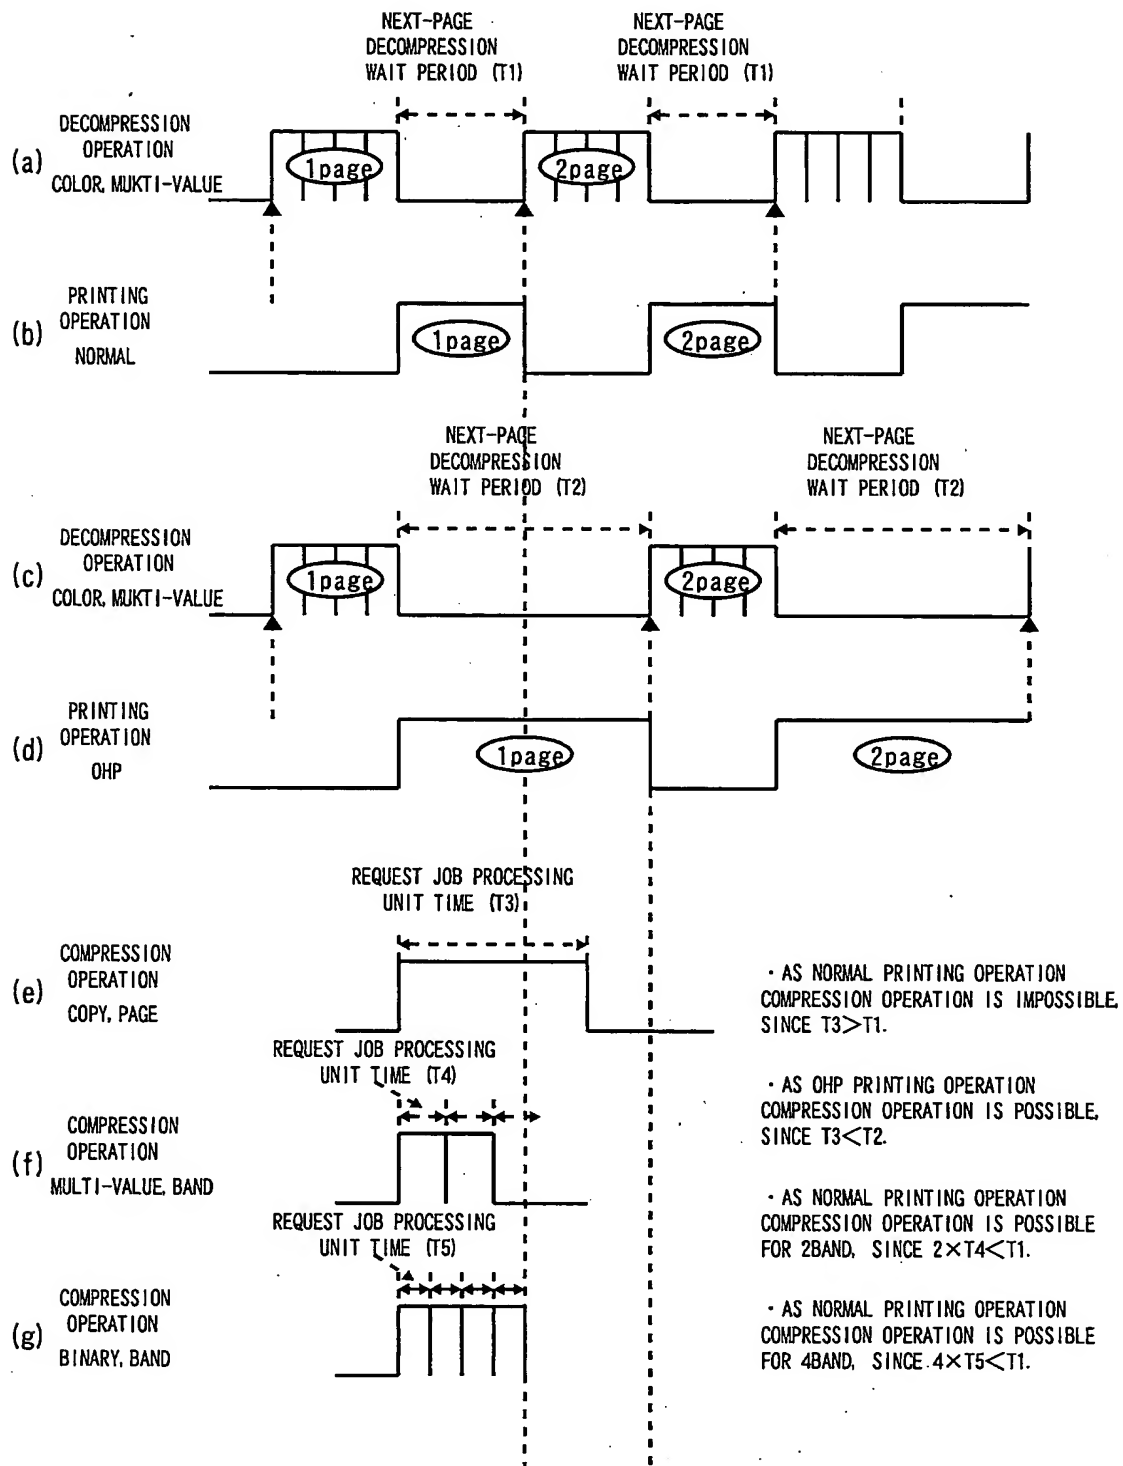 NEXT-PAGE
DECOMPRESSION
WAIT PERIOD (T1)
NEXT-PAGE
DECOMPRESSION
WAIT PERIOD (T1)
(a)
DECOMPRESSION
OPERATION
COLOR, MUKTI-VALUE
1page
2page
(b)
PRINTING
OPERATION
NORMAL
1page
2page
NEXT-PAGE
DECOMPRESSION
WAIT PERIOD (T2)
NEXT-PAGE
DECOMPRESSION
WAIT PERIOD (T2)
(c)
DECOMPRESSION
OPERATION
COLOR, MUKTI-VALUE
1page
2page
(d)
PRINTING
OPERATION
OHP
1page
2page
REQUEST JOB PROCESSING
UNIT TIME (T3)
(e)
COMPRESSION
OPERATION
COPY, PAGE
· AS NORMAL PRINTING OPERATION
COMPRESSION OPERATION IS IMPOSSIBLE,
SINCE T3>T1.
REQUEST JOB PROCESSING
UNIT TIME (T4)
(f)
COMPRESSION
OPERATION
MULTI-VALUE, BAND
· AS OHP PRINTING OPERATION
COMPRESSION OPERATION IS POSSIBLE,
SINCE T3<T2.
REQUEST JOB PROCESSING
UNIT TIME (T5)
· AS NORMAL PRINTING OPERATION
COMPRESSION OPERATION IS POSSIBLE
FOR 2BAND, SINCE 2×T4<T1.
(g)
COMPRESSION
OPERATION
BINARY, BAND
· AS NORMAL PRINTING OPERATION
COMPRESSION OPERATION IS POSSIBLE
FOR 4BAND, SINCE 4×T5<T1.